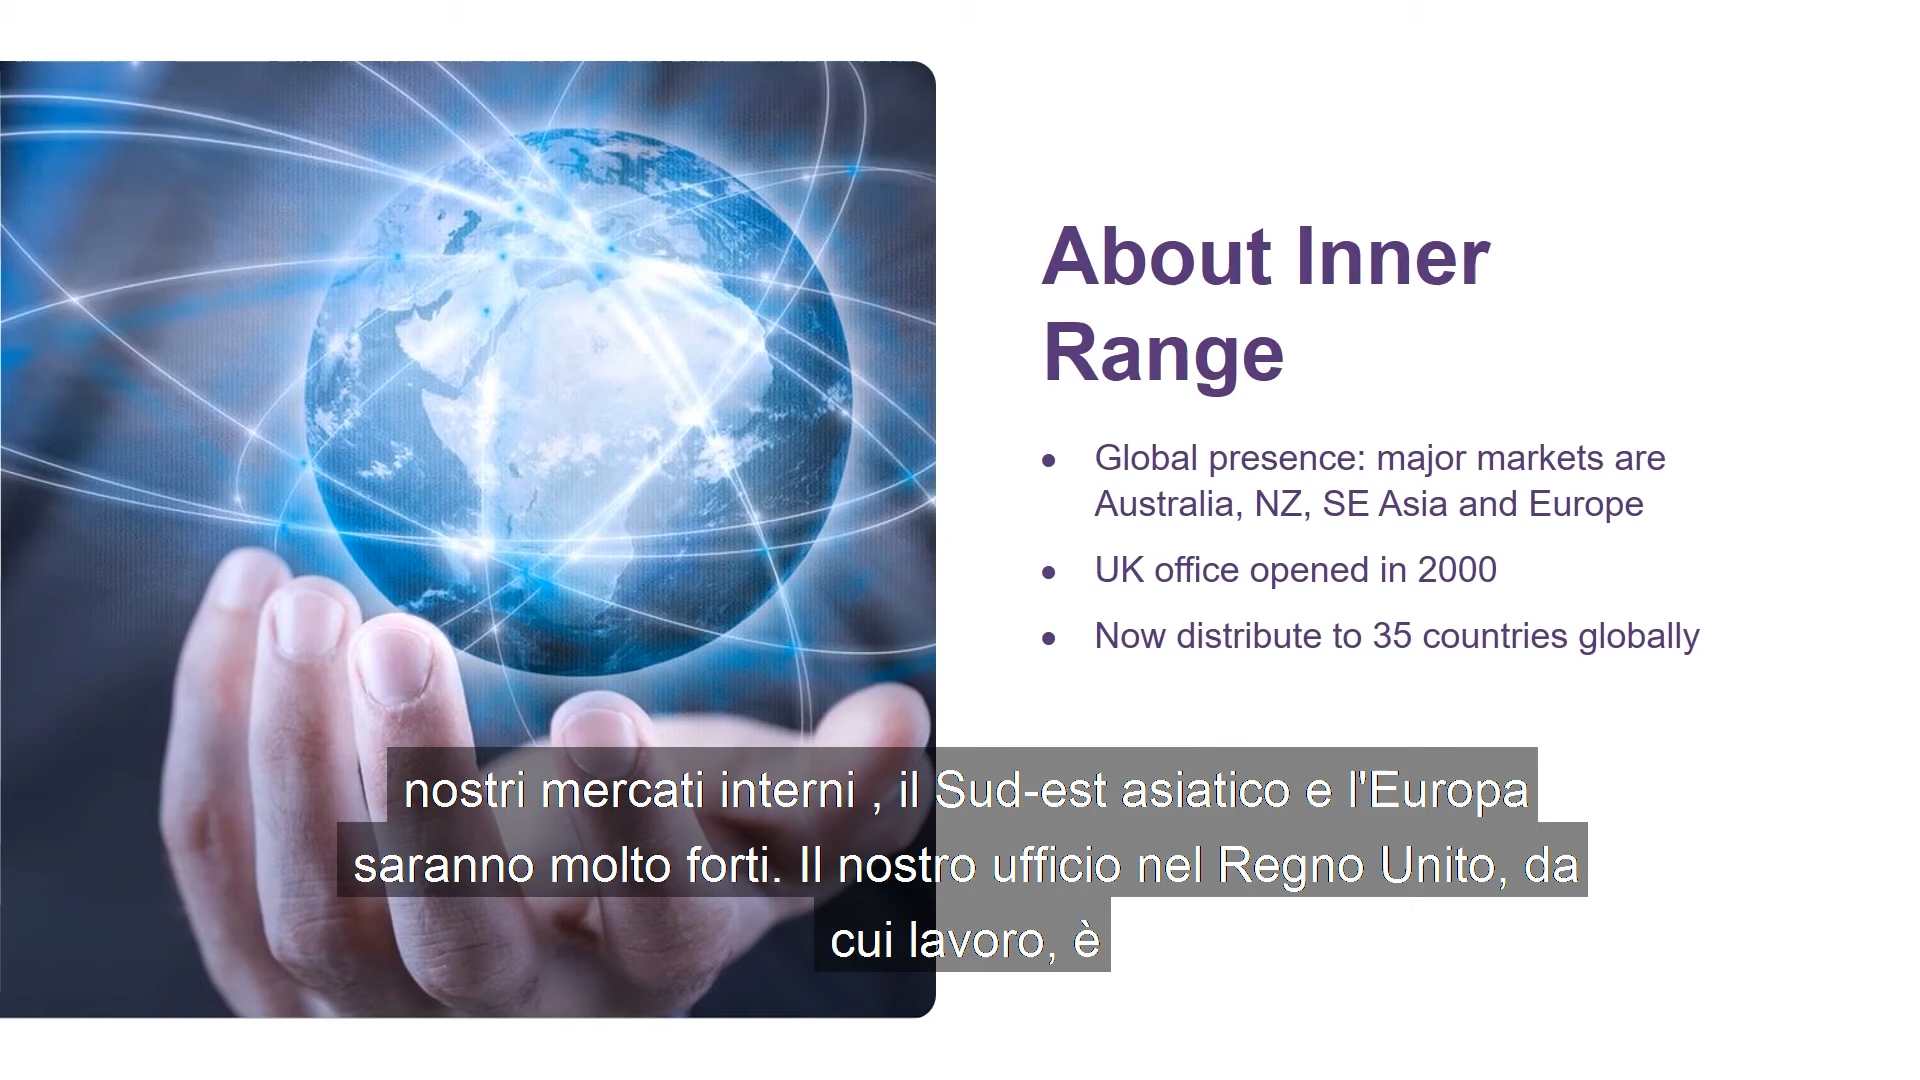 About Inner
Range
• Global presence: major markets are
Australia, NZ, SE Asia and Europe
• UK office opened in 2000
• Now distribute to 35 countries globally
nostri mercati interni , il Sud-est asiatico e l'Europa
saranno molto forti. Il nostro ufficio nel Regno Unito, da
cui lavoro, è